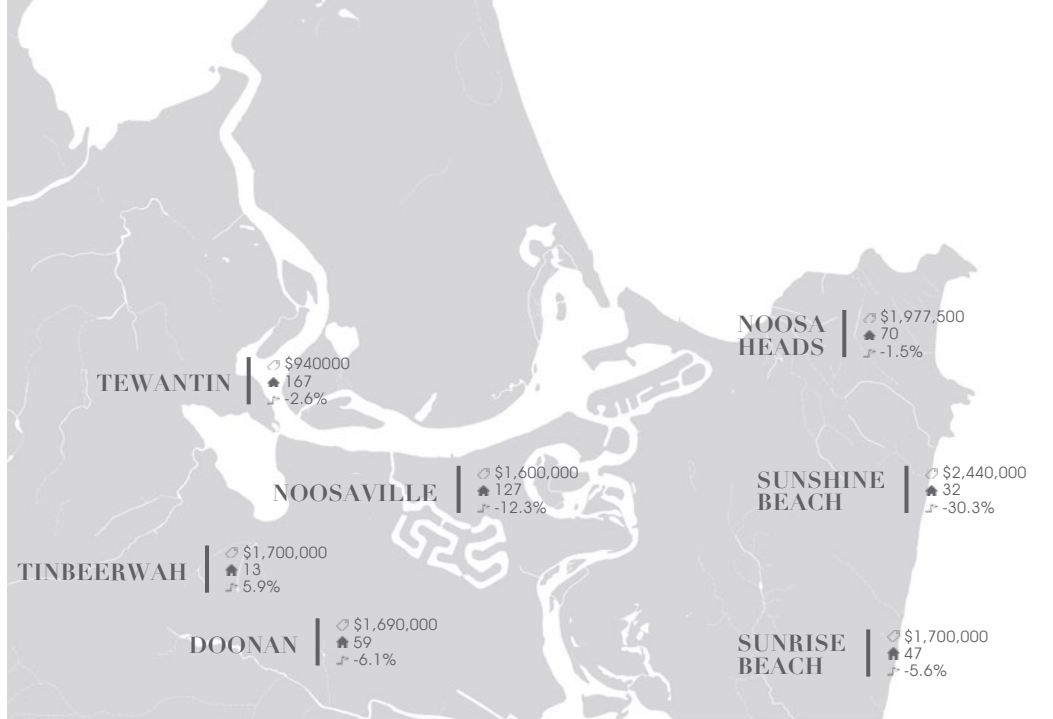 NOOSA
HEADS
$1,977,500
70
-1.5%
TEWANTIN
$940000
167
-2.6%
NOOSAVILLE
$1,600,000
127
-12.3%
SUNSHINE
BEACH
$2,440,000
32
-30.3%
TINBEERWAH
$1,700,000
13
5.9%
DOONAN
$1,690,000
59
-6.1%
SUNRISE
BEACH
$1,700,000
47
-5.6%